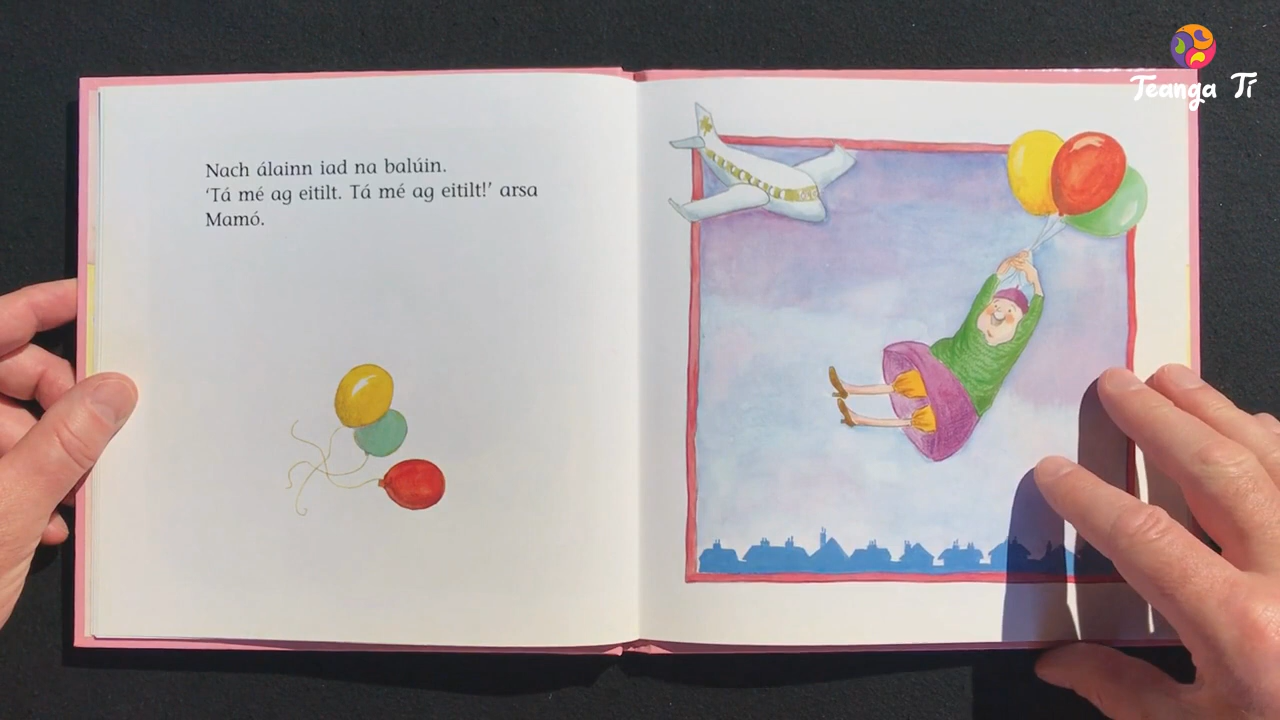 Nach álainn iad na balúin.
‘Tá mé ag eitilt. Tá mé ag eitilt!’ arsa
Mamó.
Teanga Tí